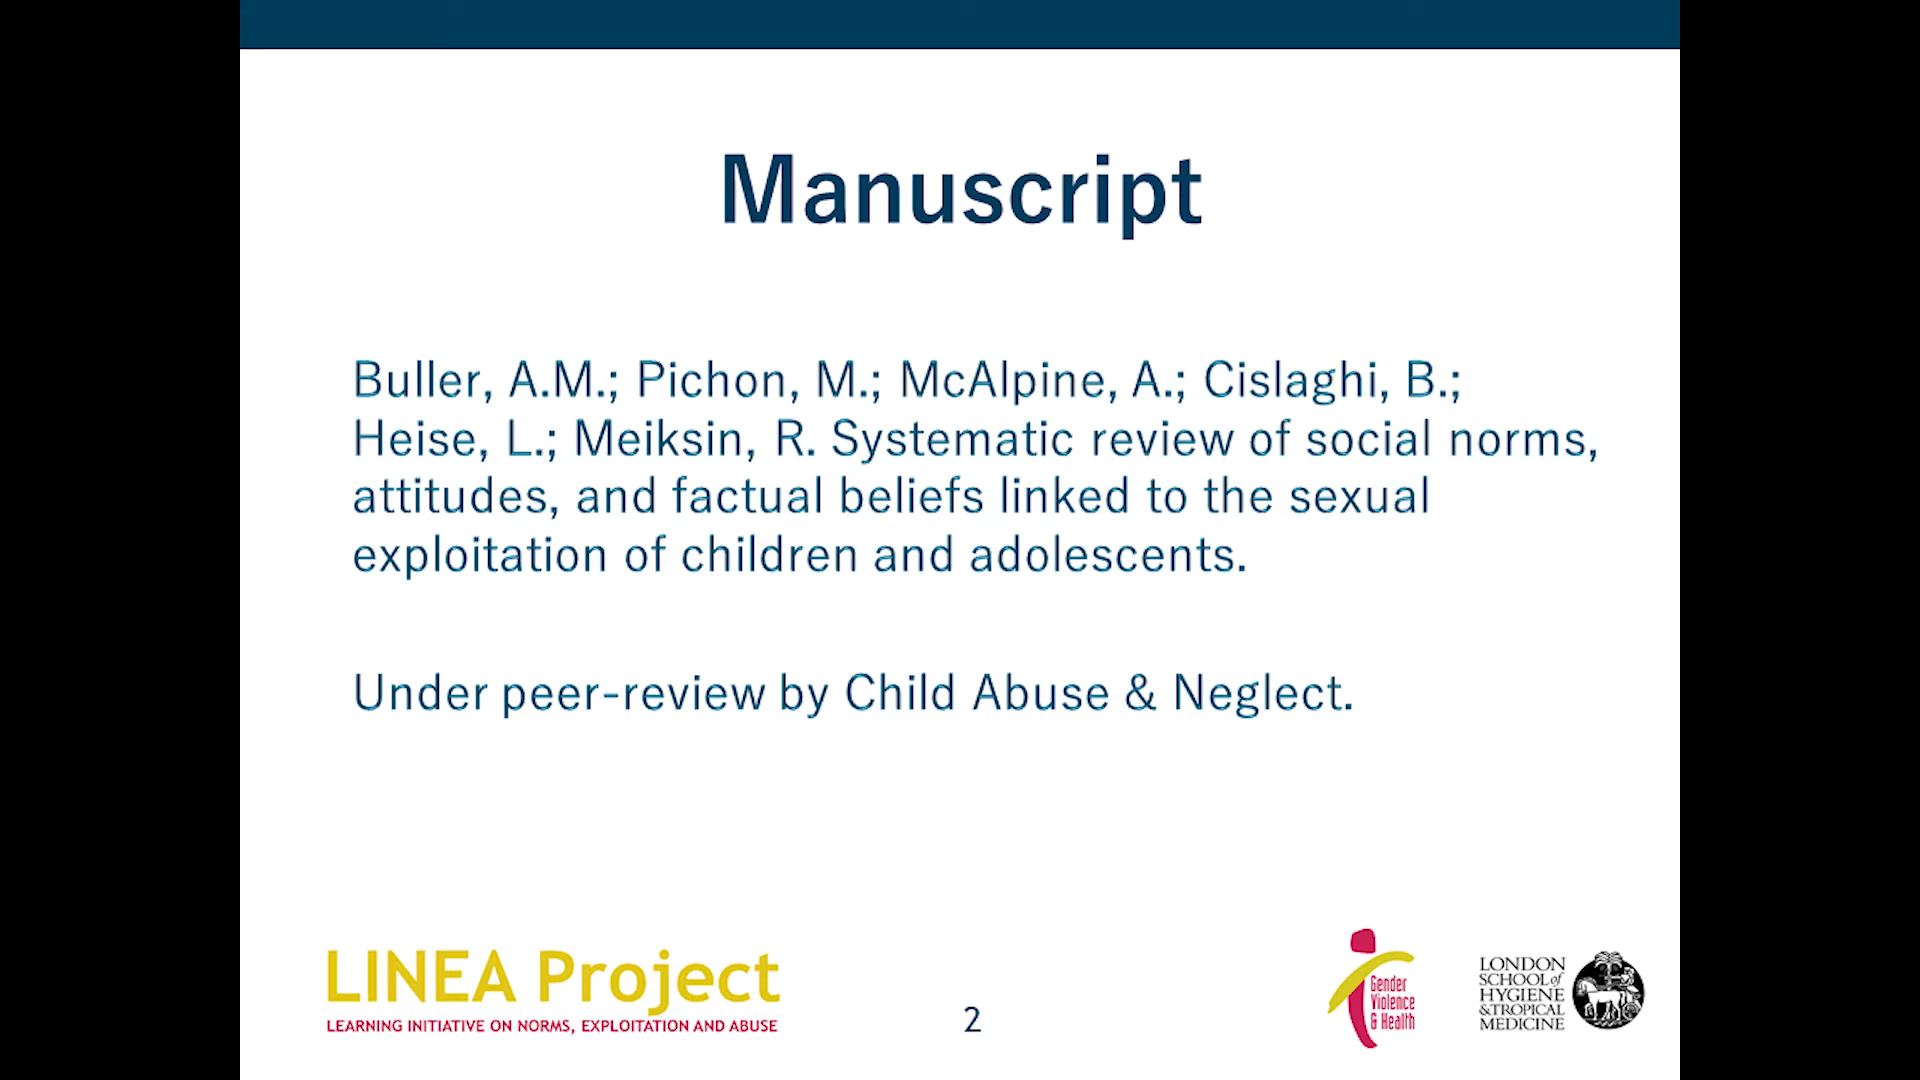 Manuscript
Buller, A.M.; Pichon, M.; McAlpine, A.; Cislaghi, B.;
Heise, L.; Meiksin, R. Systematic review of social norms,
attitudes, and factual beliefs linked to the sexual
exploitation of children and adolescents.
Under peer-review by Child Abuse & Neglect.
LINEA Project
LEARNING INITIATIVE ON NORMS, EXPLOITATION AND ABUSE
2
Gender
Violence
& Health
LONDON
SCHOOL of
HYGIENE
& TROPICAL
MEDICINE